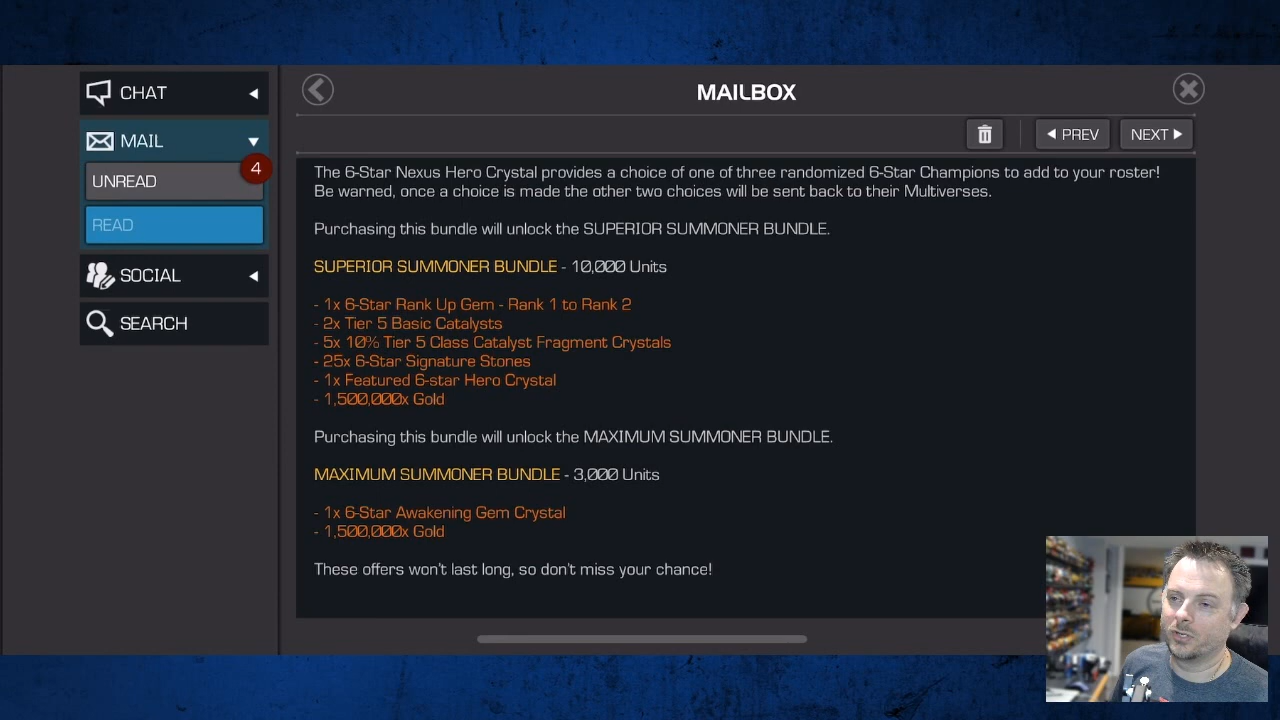 CHAT
MAIL
4
UNREAD
READ
SOCIAL
SEARCH
MAILBOX
PREV
NEXT
The 6-Star Nexus Hero Crystal provides a choice of one of three randomized 6-Star Champions to add to your roster!
Be warned, once a choice is made the other two choices will be sent back to their Multiverses.
Purchasing this bundle will unlock the SUPERIOR SUMMONER BUNDLE.
SUPERIOR SUMMONER BUNDLE - 10,000 Units
- 1x 6-Star Rank Up Gem - Rank 1 to Rank 2
- 2x Tier 5 Basic Catalysts
- 5x 10% Tier 5 Class Catalyst Fragment Crystals
- 25x 6-Star Signature Stones
- 1x Featured 6-star Hero Crystal
- 1,500,000x Gold
Purchasing this bundle will unlock the MAXIMUM SUMMONER BUNDLE.
MAXIMUM SUMMONER BUNDLE - 3,000 Units
- 1x 6-Star Awakening Gem Crystal
- 1,500,000x Gold
These offers won't last long, so don't miss your chance!